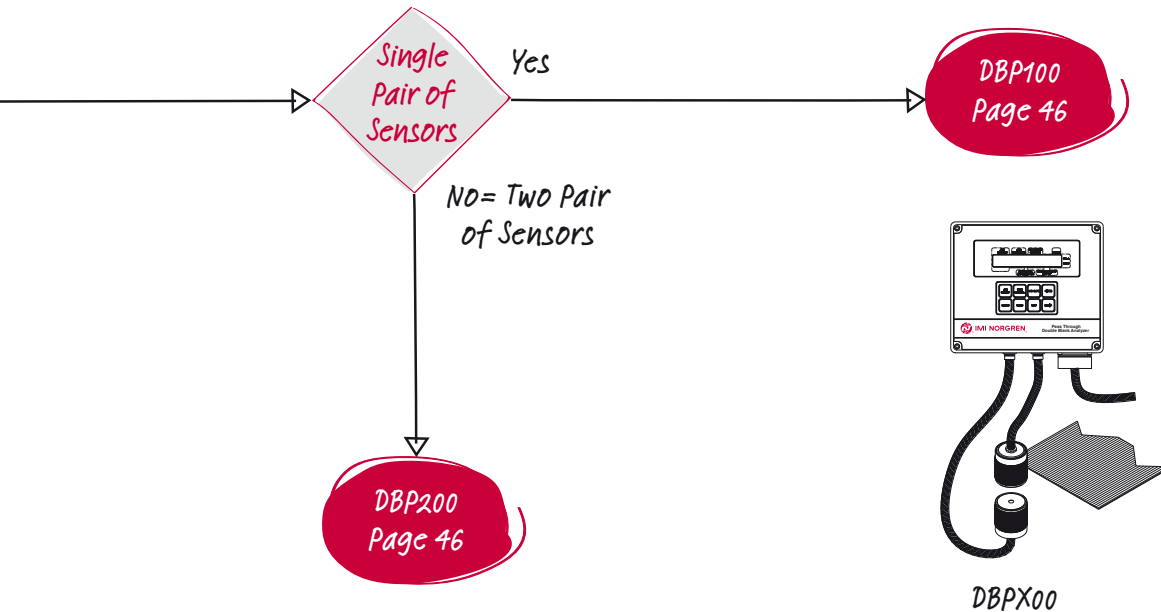 Single
Pair of
Sensors
Yes
DBP100
Page 46
No= Two Pair
of Sensors
IMI NORGREN
Pass Through
Double Blank Analyzer
DBP200
Page 46
DBPX00